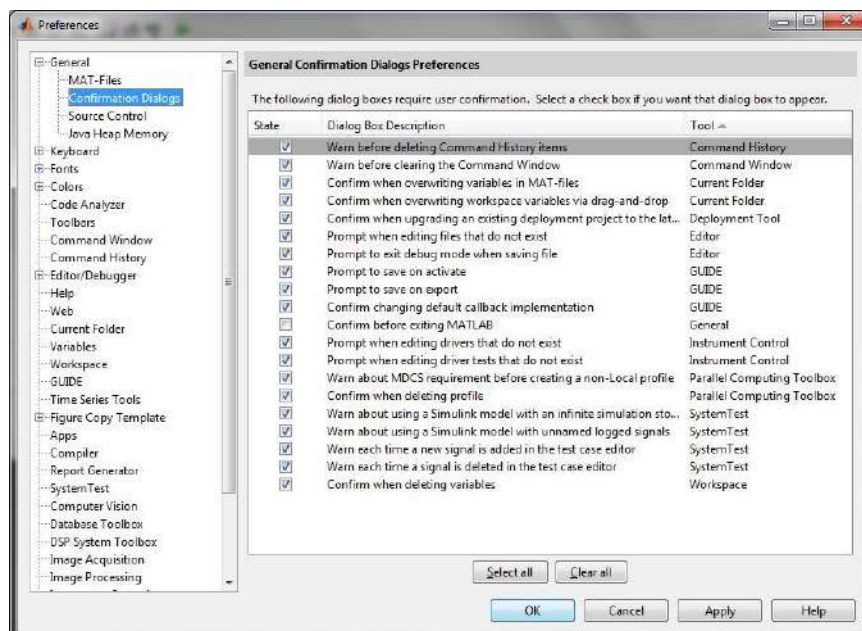 Preferences
General
MAT-Files
Confirmation Dialogs
Source Control
Java Heap Memory
Keyboard
Fonts
Colors
Code Analyzer
Toolbars
Command Window
Command History
Editor/Debugger
Help
Web
Current Folder
Variables
Workspace
GUIDE
Time Series Tools
Figure Copy Template
Apps
Compiler
Report Generator
SystemTest
Computer Vision
Database Toolbox
DSP System Toolbox
Image Acquisition
Image Processing
General Confirmation Dialogs Preferences
The following dialog boxes require user confirmation. Select a check box if you want that dialog box to appear.
State Dialog Box Description Tool
Warn before deleting Command History items Command History
Warn before clearing the Command Window Command Window
Confirm when overwriting variables in MAT-files Current Folder
Confirm when overwriting workspace variables via drag-and-drop Current Folder
Confirm when upgrading an existing deployment project to the lat... Deployment Tool
Prompt when editing files that do not exist Editor
Prompt to exit debug mode when saving file Editor
Prompt to save on activate GUIDE
Prompt to save on export GUIDE
Confirm changing default callback implementation GUIDE
Confirm before exiting MATLAB General
Prompt when editing drivers that do not exist Instrument Control
Prompt when editing driver tests that do not exist Instrument Control
Warn about MDCS requirement before creating a non-Local profile Parallel Computing Toolbox
Confirm when deleting profile Parallel Computing Toolbox
Warn about using a Simulink model with an infinite simulation sto... SystemTest
Warn about using a Simulink model with unnamed logged signals SystemTest
Warn each time a new signal is added in the test case editor SystemTest
Warn each time a signal is deleted in the test case editor SystemTest
Confirm when deleting variables Workspace
Select all Clear all
OK Cancel Apply Help